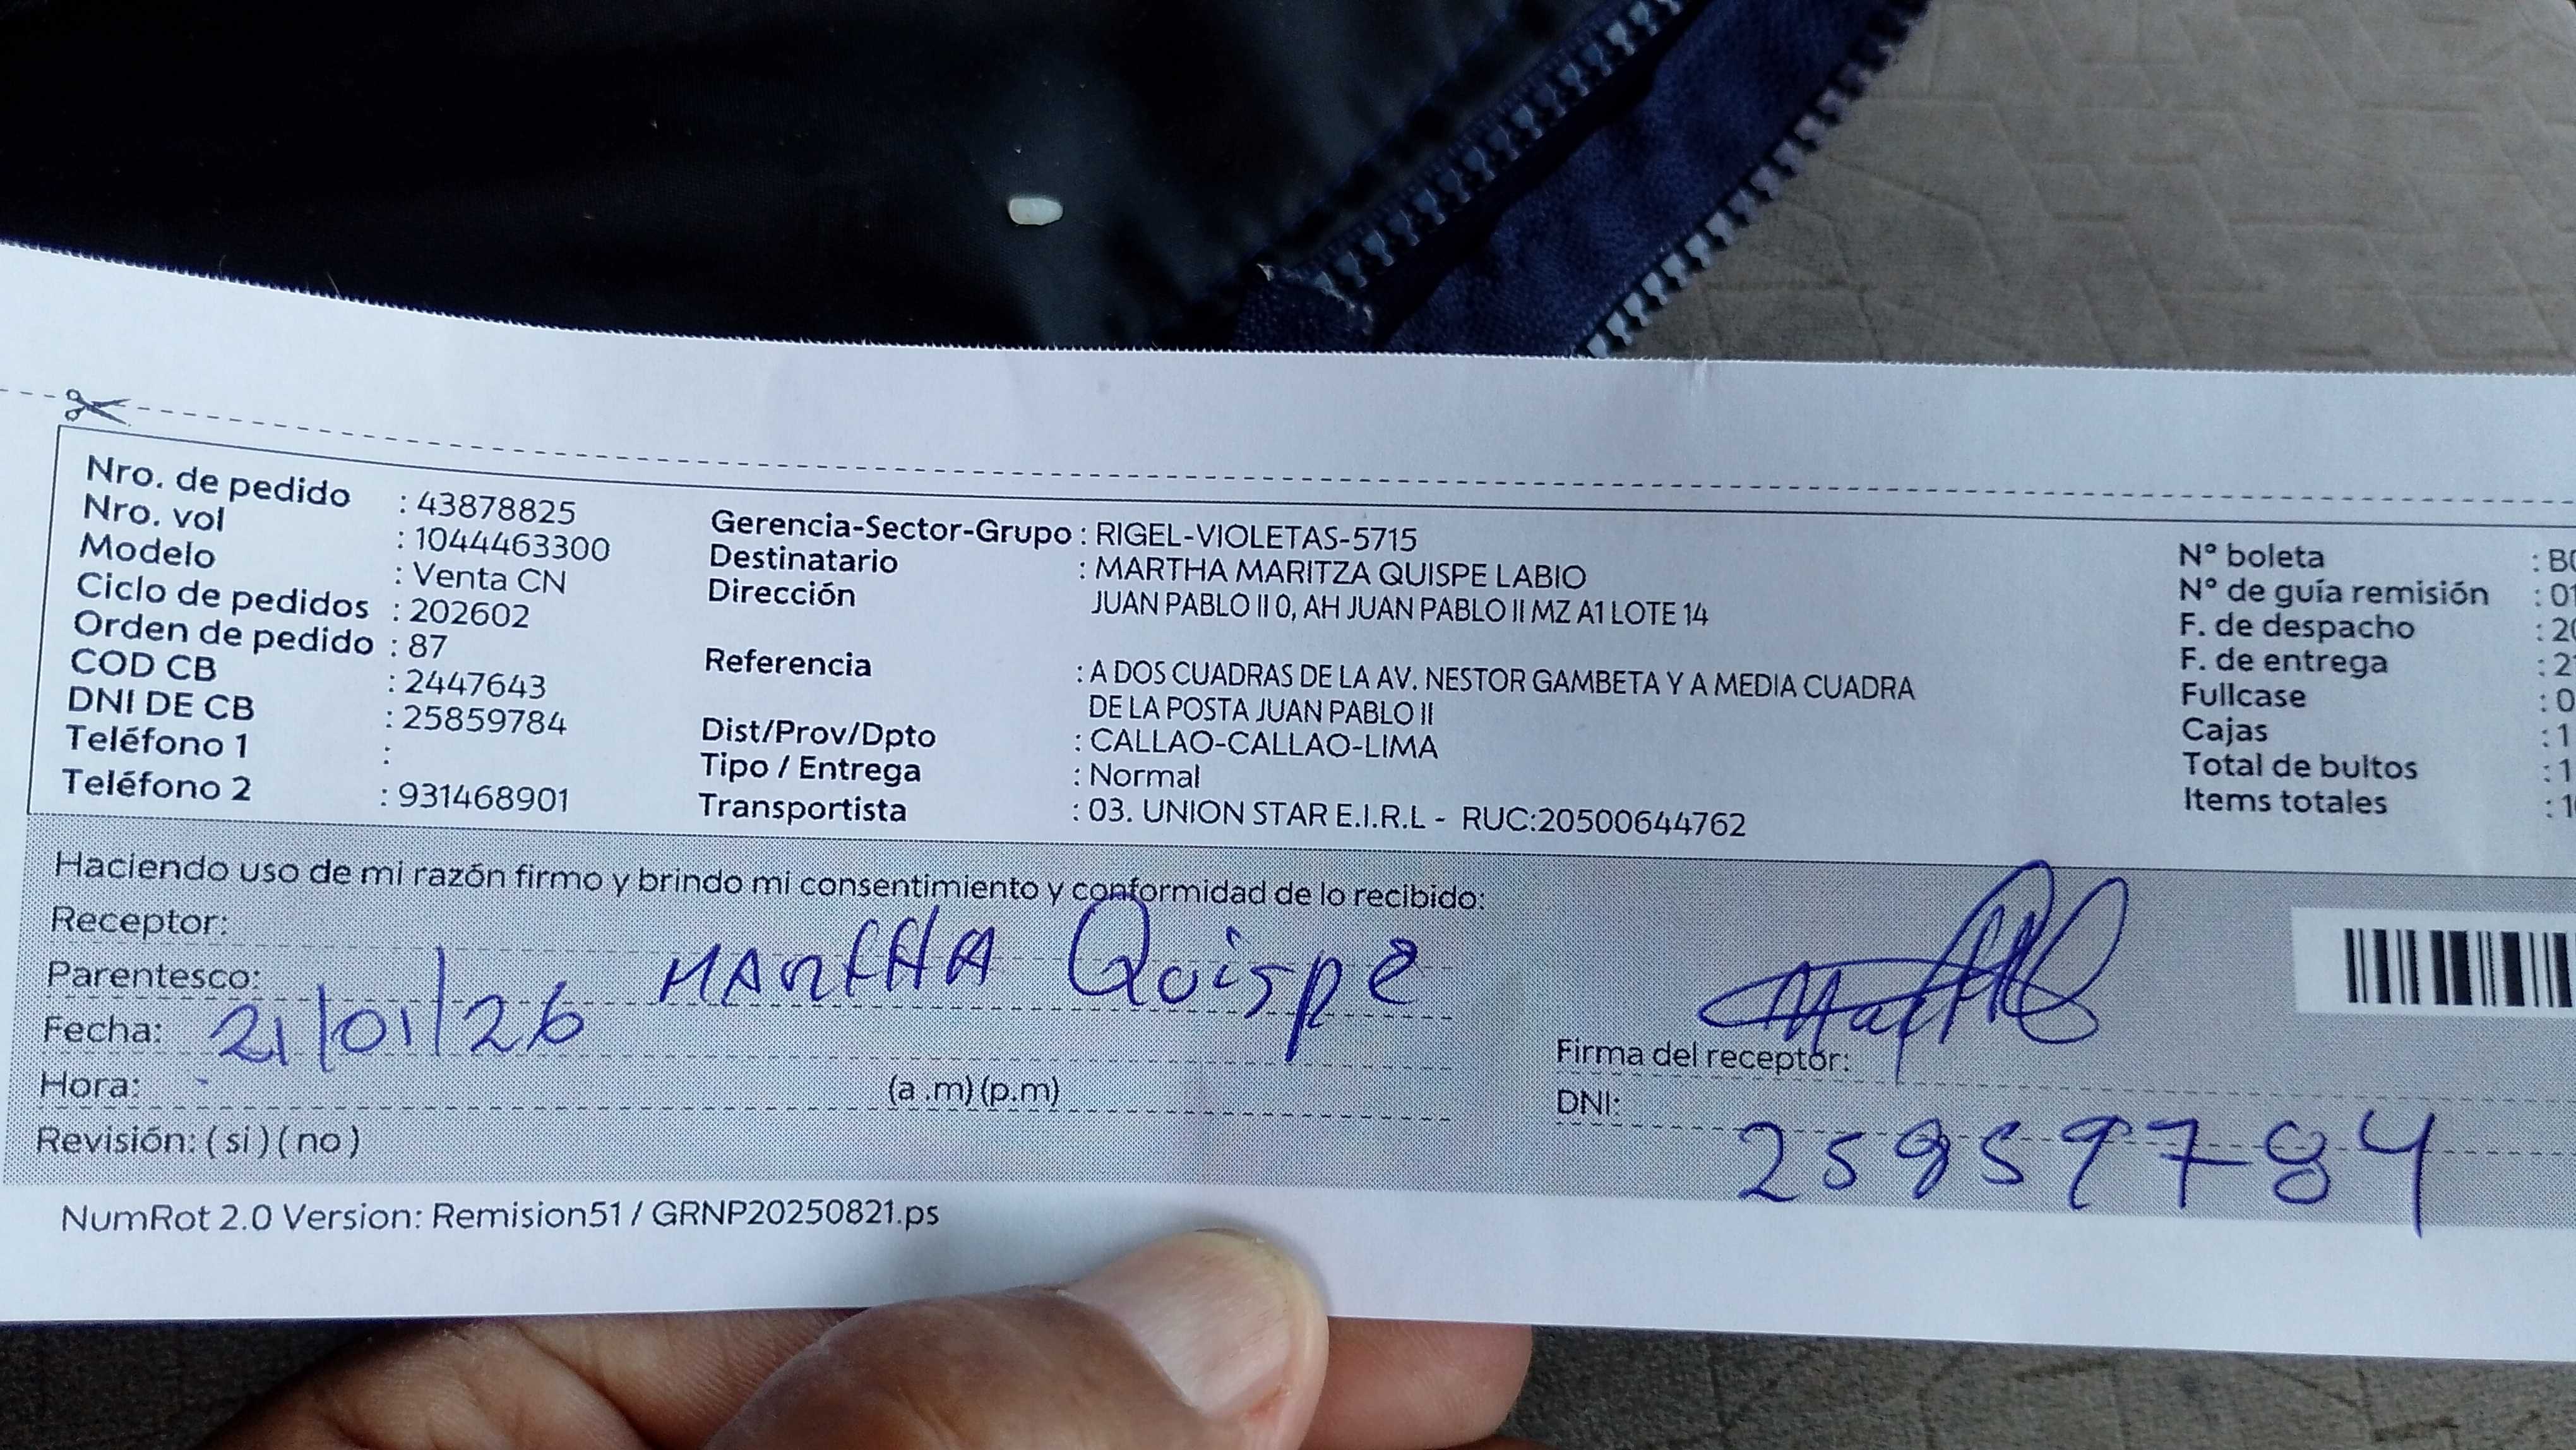 Nro. de pedido : 43878825
Nro. vol : 1044463300
Modelo : Venta CN
Ciclo de pedidos : 202602
Orden de pedido : 87
COD CB : 2447643
DNI DE CB : 25859784
Teléfono 1 :
Teléfono 2 : 931468901
Gerencia-Sector-Grupo : RIGEL-VIOLETAS-5715
Destinatario : MARTHA MARITZA QUISPE LABIO
Dirección JUAN PABLO II 0, AH JUAN PABLO II MZ A1 LOTE 14
Referencia : A DOS CUADRAS DE LA AV. NESTOR GAMBETA Y A MEDIA CUADRA
DE LA POSTA JUAN PABLO II
Dist/Prov/Dpto : CALLAO-CALLAO-LIMA
Tipo / Entrega : Normal
Transportista : 03. UNION STAR E.I.R.L - RUC:20500644762
N° boleta :
N° de guía remisión :
F. de despacho :
F. de entrega :
Fullcase :
Cajas :
Total de bultos :
Items totales :
Haciendo uso de mi razón firmo y brindo mi consentimiento y conformidad de lo recibido:
Receptor: MARTHA Quispe
Parentesco:
Fecha: 21/01/26
Hora: (a .m) (p.m)
Revisión: ( si ) ( no )
Firma del receptor:
DNI: 25859784
NumRot 2.0 Version: Remision51 / GRNP20250821.ps